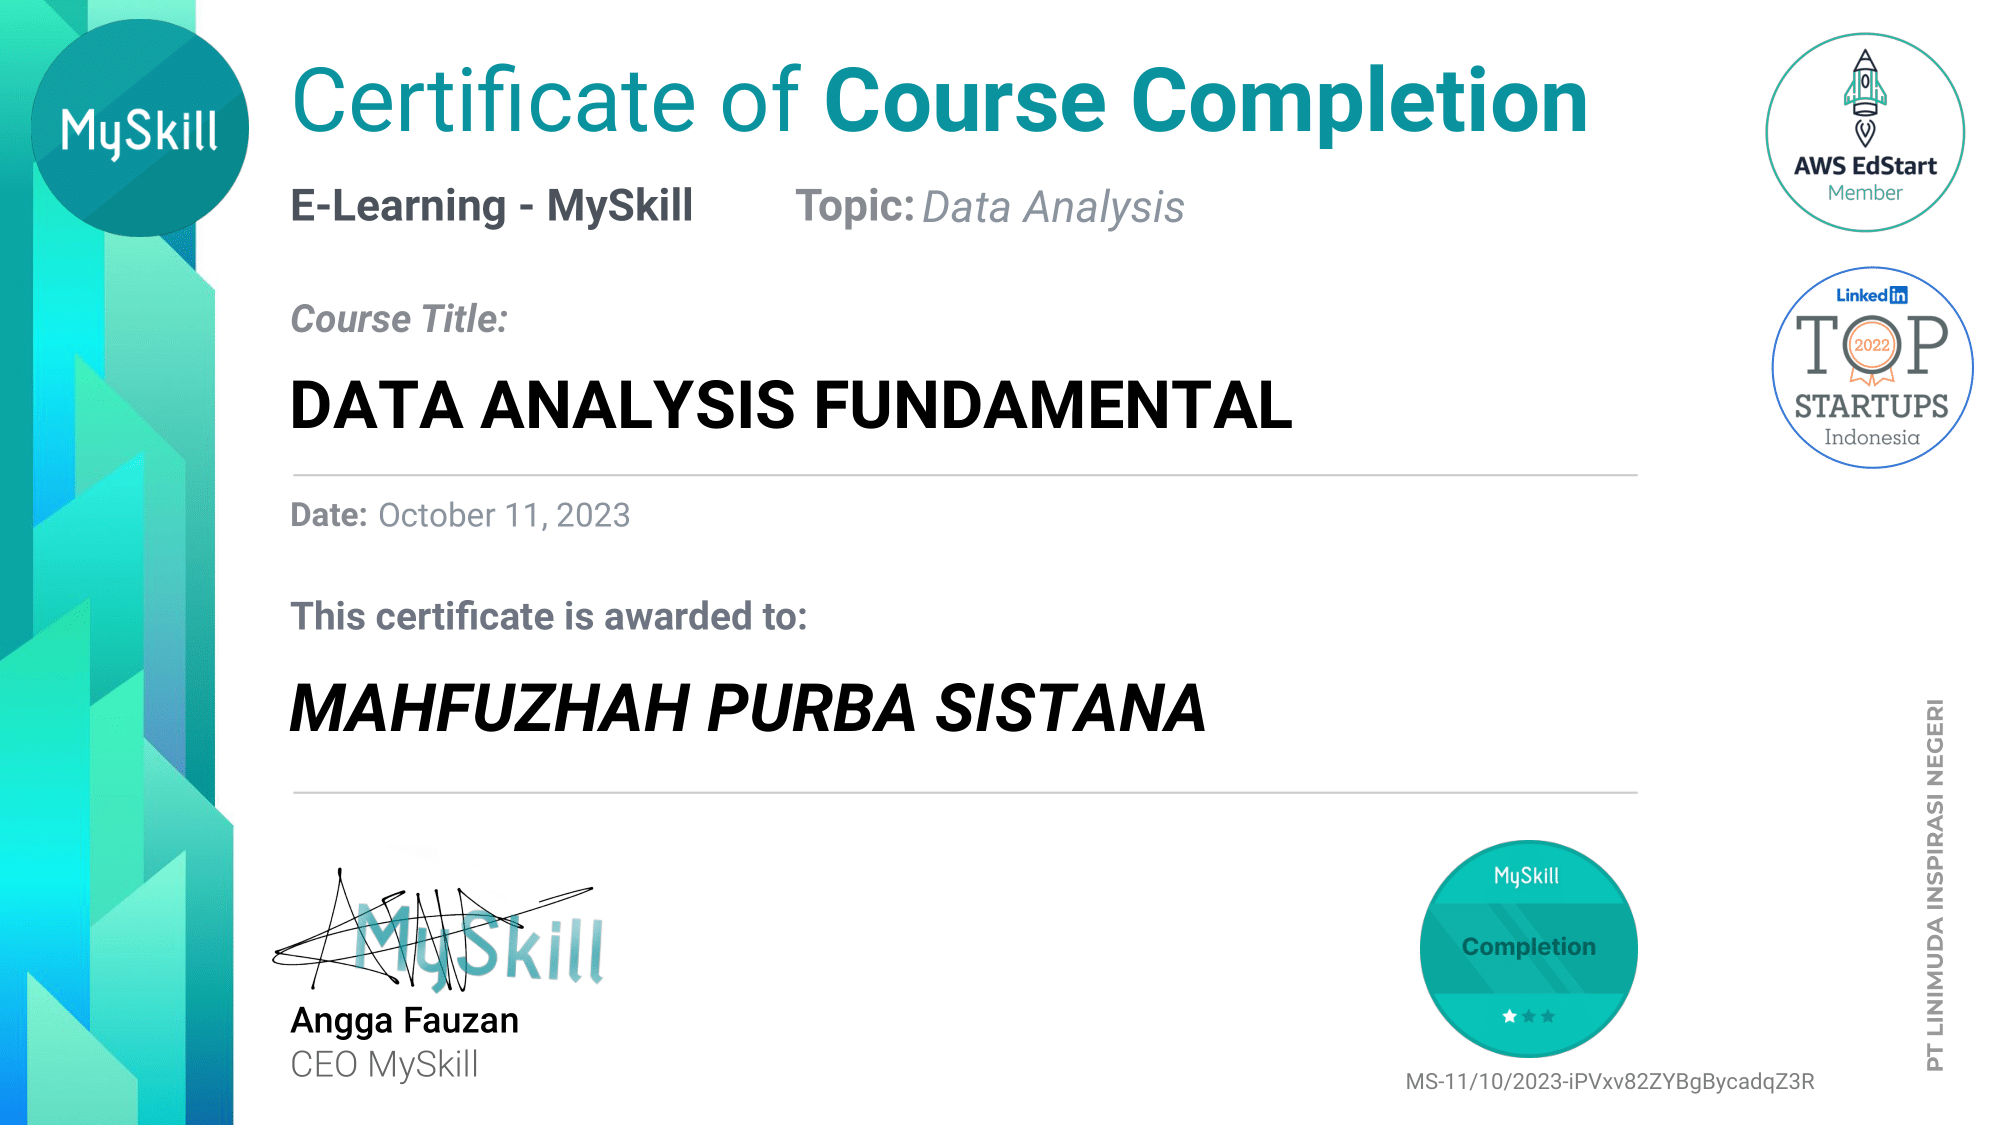 MySkill
Certificate of Course Completion
E-Learning - MySkill
Topic: Data Analysis
AWS EdStart
Member
Course Title:
LinkedIn
TOP
2022
STARTUPS
Indonesia
DATA ANALYSIS FUNDAMENTAL
Date: October 11, 2023
This certificate is awarded to:
MAHFUZHAH PURBA SISTANA
MySkill
Angga Fauzan
CEO MySkill
MySkill
Completion
MS-11/10/2023-iPVxv82ZYBgBycadqZ3R
PT LINIMUDA INSPIRASI NEGERI